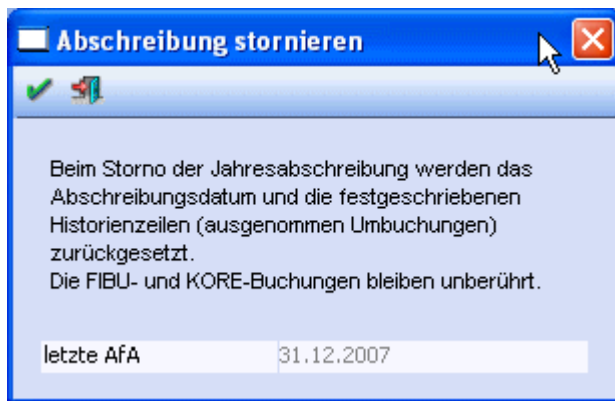 Abschreibung stornieren
Beim Storno der Jahresabschreibung werden das
Abschreibungsdatum und die festgeschriebenen
Historienzeilen (ausgenommen Umbuchungen)
zurückgesetzt.
Die FIBU- und KORE-Buchungen bleiben unberührt.
letzte AfA 31.12.2007